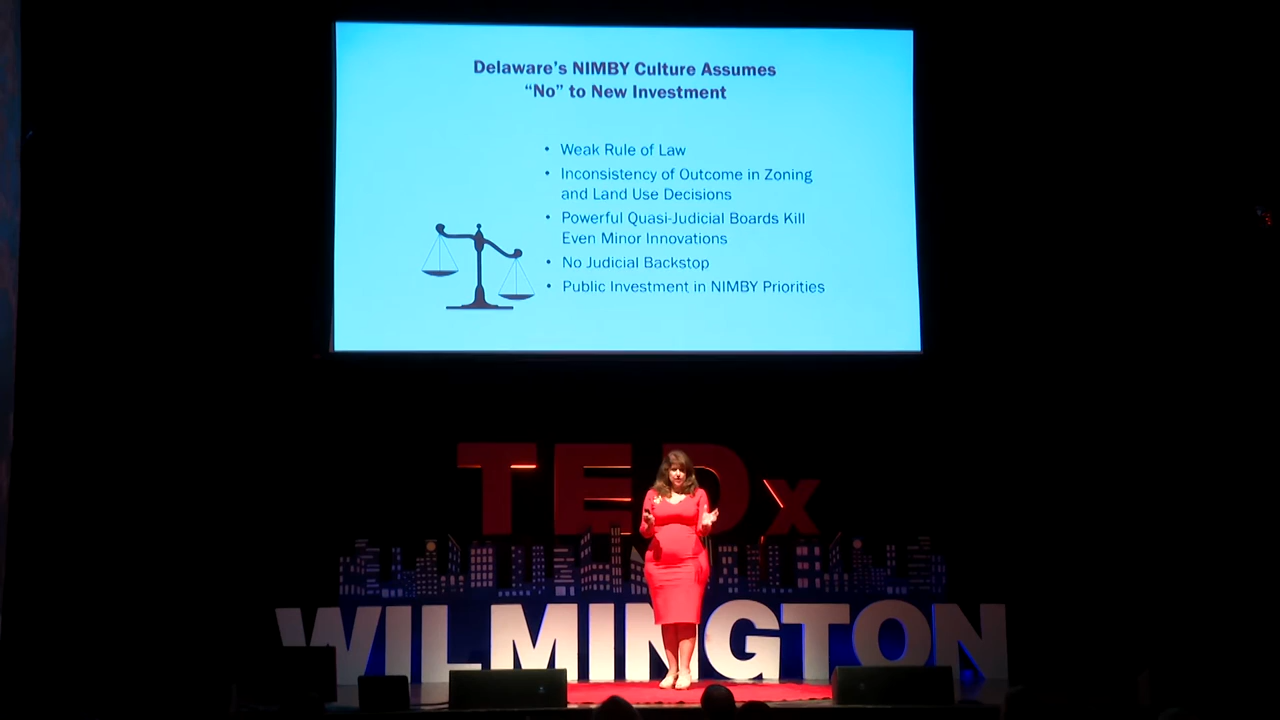 Delaware's NIMBY Culture Assumes
“No” to New Investment
• Weak Rule of Law
• Inconsistency of Outcome in Zoning
and Land Use Decisions
• Powerful Quasi-Judicial Boards Kill
Even Minor Innovations
• No Judicial Backstop
• Public Investment in NIMBY Priorities
TEDx
WILMINGTON